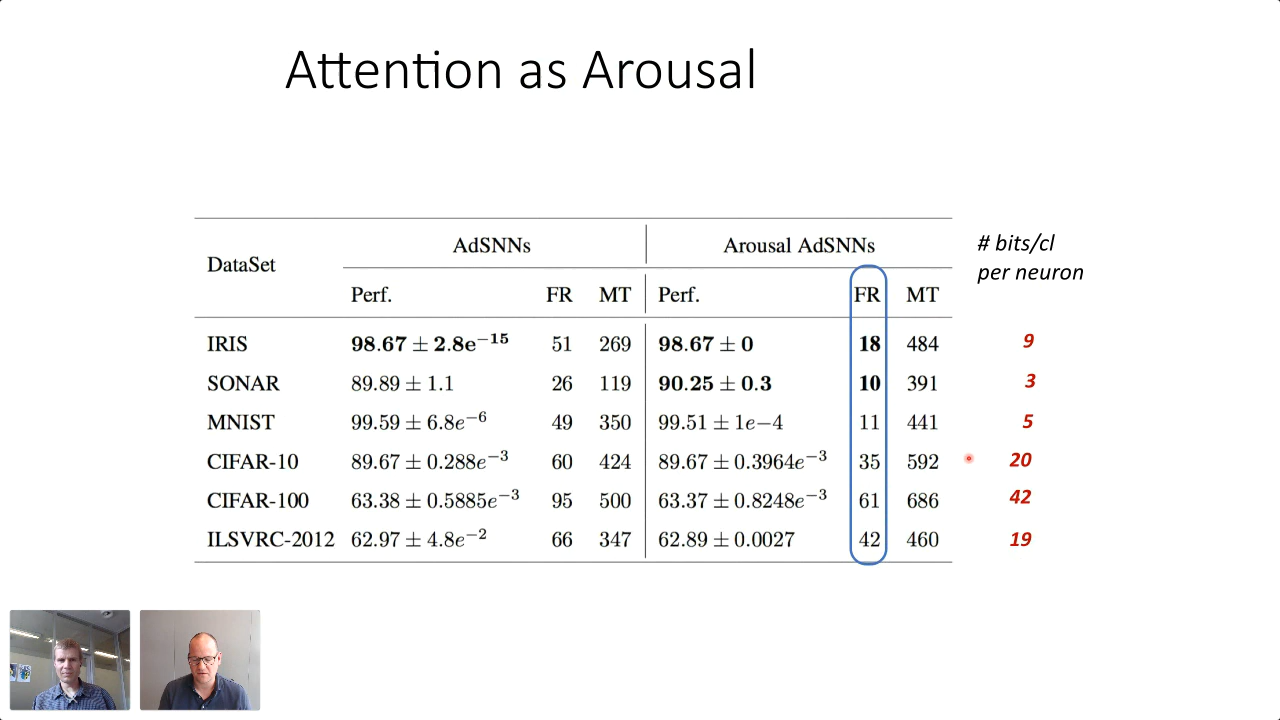 Attention as Arousal
DataSet AdSNNs Arousal AdSNNs # bits/cl per neuron
Perf. FR MT Perf. FR MT
IRIS 98.67 ± 2.8e⁻¹⁵ 51 269 98.67 ± 0 18 484 9
SONAR 89.89 ± 1.1 26 119 90.25 ± 0.3 10 391 3
MNIST 99.59 ± 6.8e⁻⁶ 49 350 99.51 ± 1e−4 11 441 5
CIFAR-10 89.67 ± 0.288e⁻³ 60 424 89.67 ± 0.3964e⁻³ 35 592 20
CIFAR-100 63.38 ± 0.5885e⁻³ 95 500 63.37 ± 0.8248e⁻³ 61 686 42
ILSVRC-2012 62.97 ± 4.8e⁻² 66 347 62.89 ± 0.0027 42 460 19